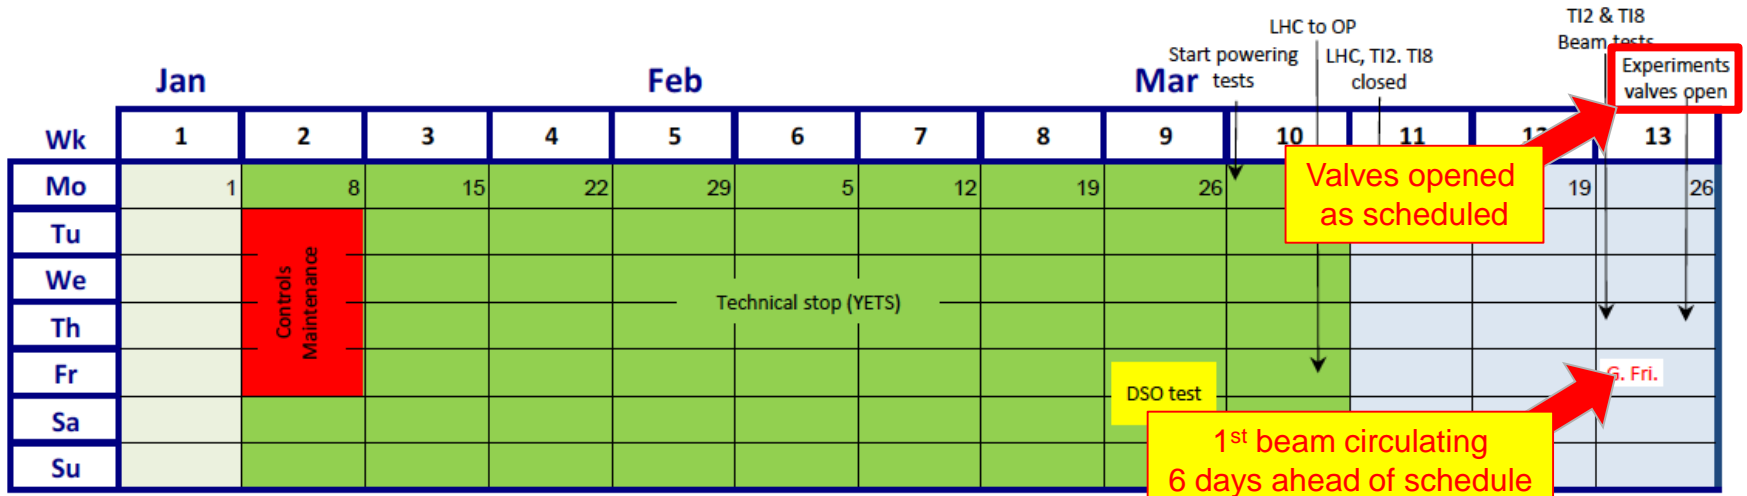 TI2 & TI8
LHC to OP
Beam tests
Start powering
tests
LHC, TI2. TI8
closed
Experiments
valves open
Jan
Feb
Mar
Wk 1 2 3 4 5 6 7 8 9 10 11 12 13
Mo 1 8 15 22 29 5 12 19 26 19 26
Valves opened
as scheduled
Tu
We
Controls
Maintenance
Technical stop (YETS)
Th
Fr
G. Fri.
DSO test
Sa
1st beam circulating
6 days ahead of schedule
Su